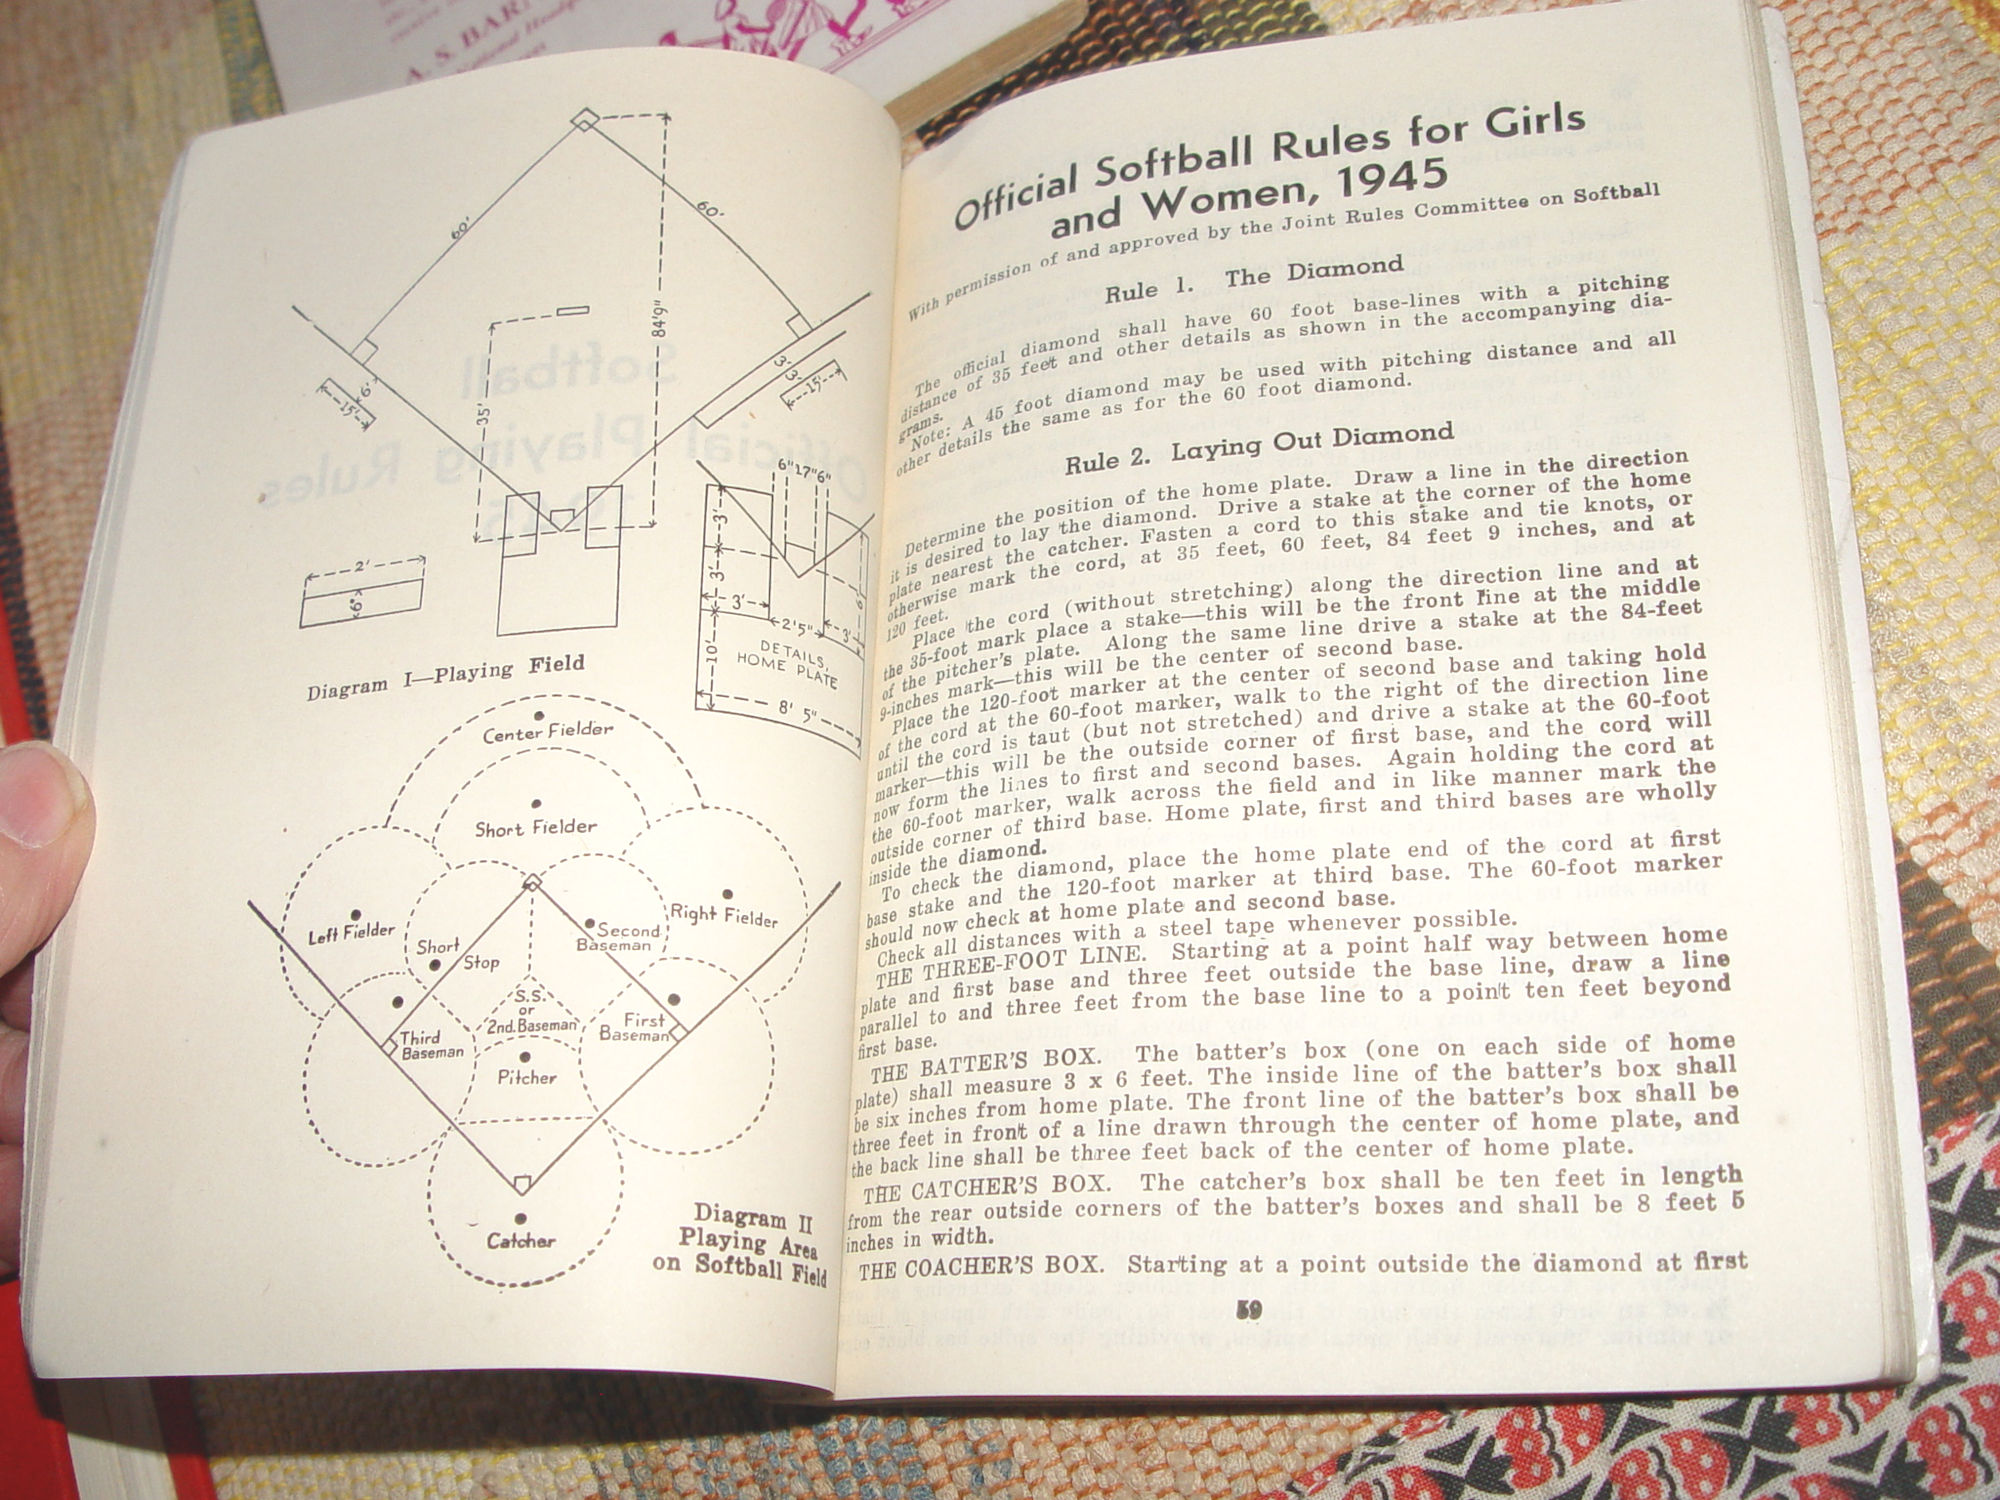 A. S. BAR
60'
60'
84'9"
35'
6'
15'
3'
3'
15'
6" 17" 6"
3'
3'
3'
2'5"
3'
6'
10'
8' 5"
DETAILS,
HOME PLATE
2'
6"
Diagram I—Playing Field
Center Fielder
Short Fielder
Left Fielder
Right Fielder
Short
Stop
Second
Baseman
S.S.
or
2nd. Baseman
Third
Baseman
First
Baseman
Pitcher
Catcher
Diagram II
Playing Area
on Softball Field
Official Softball Rules for Girls
and Women, 1945
With permission of and approved by the Joint Rules Committee on Softball
Rule 1. The Diamond
The official diamond shall have 60 foot base-lines with a pitching
distance of 35 feet and other details as shown in the accompanying dia-
grams.
Note: A 45 foot diamond may be used with pitching distance and all
other details the same as for the 60 foot diamond.
Rule 2. Laying Out Diamond
Determine the position of the home plate. Draw a line in the direction
it is desired to lay the diamond. Drive a stake at the corner of the home
plate nearest the catcher. Fasten a cord to this stake and tie knots, or
otherwise mark the cord, at 35 feet, 60 feet, 84 feet 9 inches, and at
120 feet.
Place the cord (without stretching) along the direction line and at
the 35-foot mark place a stake—this will be the front line at the middle
of the pitcher's plate. Along the same line drive a stake at the 84-feet
9-inches mark—this will be the center of second base.
Place the 120-foot marker at the center of second base and taking hold
of the cord at the 60-foot marker, walk to the right of the direction line
until the cord is taut (but not stretched) and drive a stake at the 60-foot
marker—this will be the outside corner of first base, and the cord will
now form the lines to first and second bases. Again holding the cord at
the 60-foot marker, walk across the field and in like manner mark the
outside corner of third base. Home plate, first and third bases are wholly
inside the diamond.
To check the diamond, place the home plate end of the cord at first
base stake and the 120-foot marker at third base. The 60-foot marker
should now check at home plate and second base.
Check all distances with a steel tape whenever possible.
THE THREE-FOOT LINE. Starting at a point half way between home
plate and first base and three feet outside the base line, draw a line
parallel to and three feet from the base line to a point ten feet beyond
first base.
THE BATTER'S BOX. The batter's box (one on each side of home
plate) shall measure 3 x 6 feet. The inside line of the batter's box shall
be six inches from home plate. The front line of the batter's box shall be
three feet in front of a line drawn through the center of home plate, and
the back line shall be three feet back of the center of home plate.
THE CATCHER'S BOX. The catcher's box shall be ten feet in length
from the rear outside corners of the batter's boxes and shall be 8 feet 5
inches in width.
THE COACHER'S BOX. Starting at a point outside the diamond at first
59